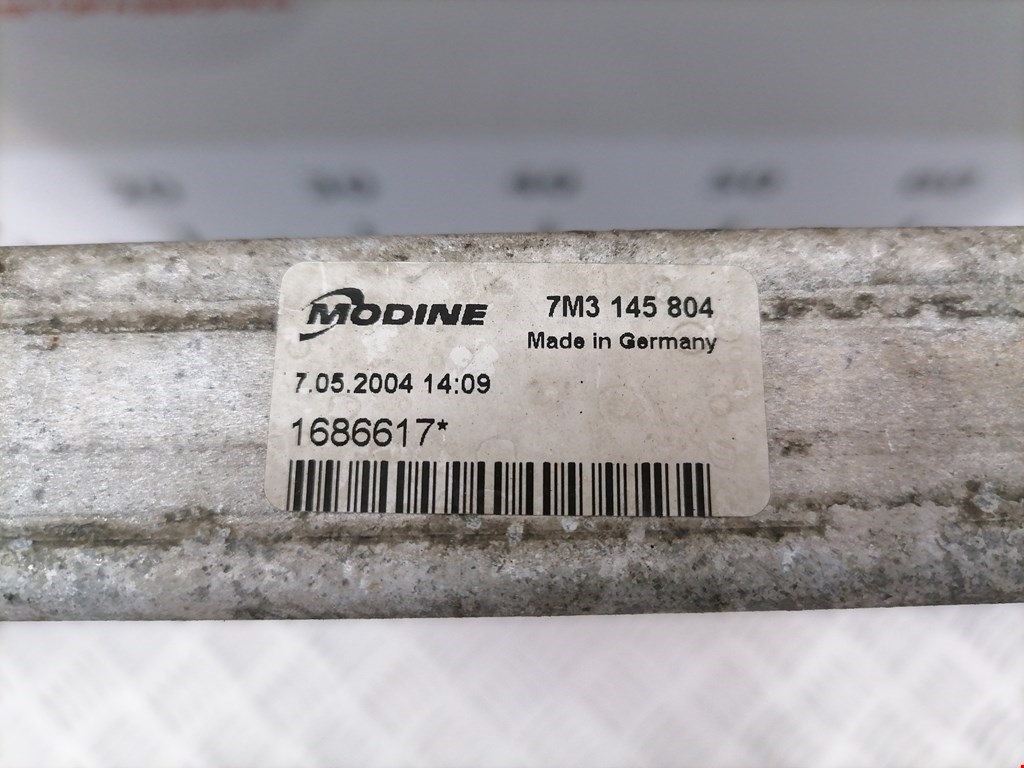 MODINE
7M3 145 804
Made in Germany
7.05.2004 14:09
1686617*